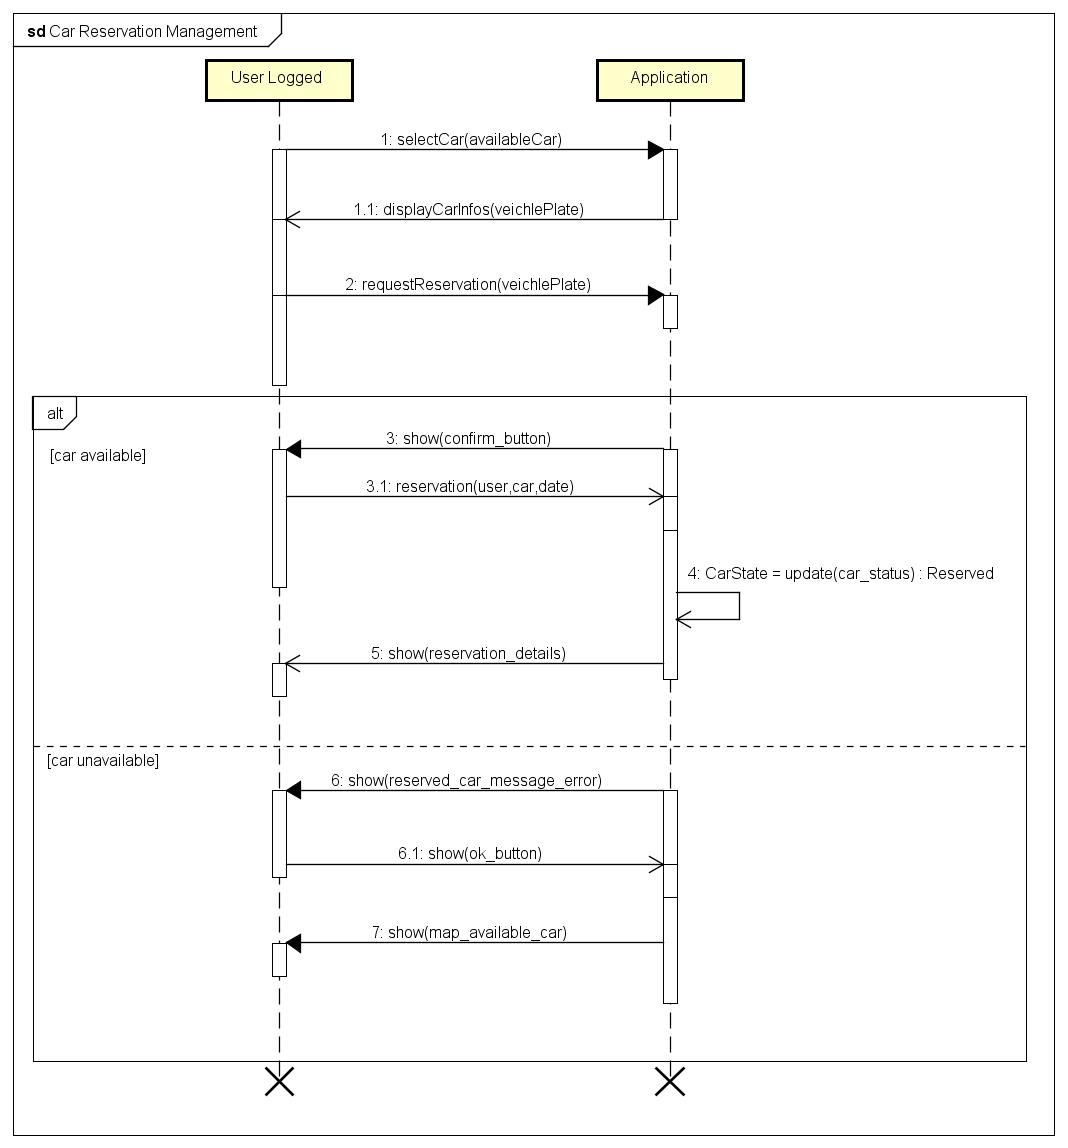 sd Car Reservation Management
User Logged
Application
1: selectCar(availableCar)
1.1: displayCarInfos(veichlePlate)
2: requestReservation(veichlePlate)
alt
3: show(confirm_button)
[car available]
3.1: reservation(user,car,date)
4: CarState = update(car_status) : Reserved
5: show(reservation_details)
[car unavailable]
6: show(reserved_car_message_error)
6.1: show(ok_button)
7: show(map_available_car)